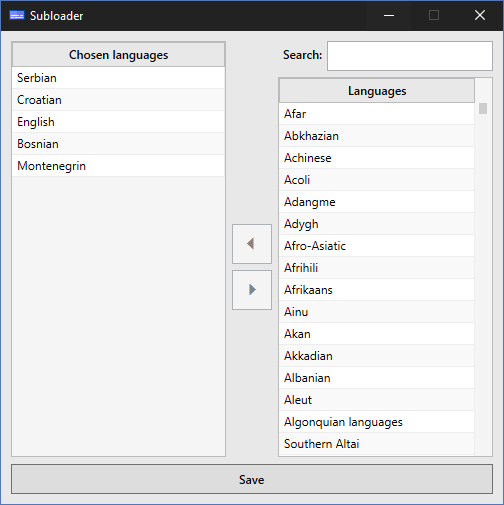 Subloader
Chosen languages
Serbian
Croatian
English
Bosnian
Montenegrin
Search:
Languages
Afar
Abkhazian
Achinese
Acoli
Adangme
Adygh
Afro-Asiatic
Afrihili
Afrikaans
Ainu
Akan
Akkadian
Albanian
Aleut
Algonquian languages
Southern Altai
Save